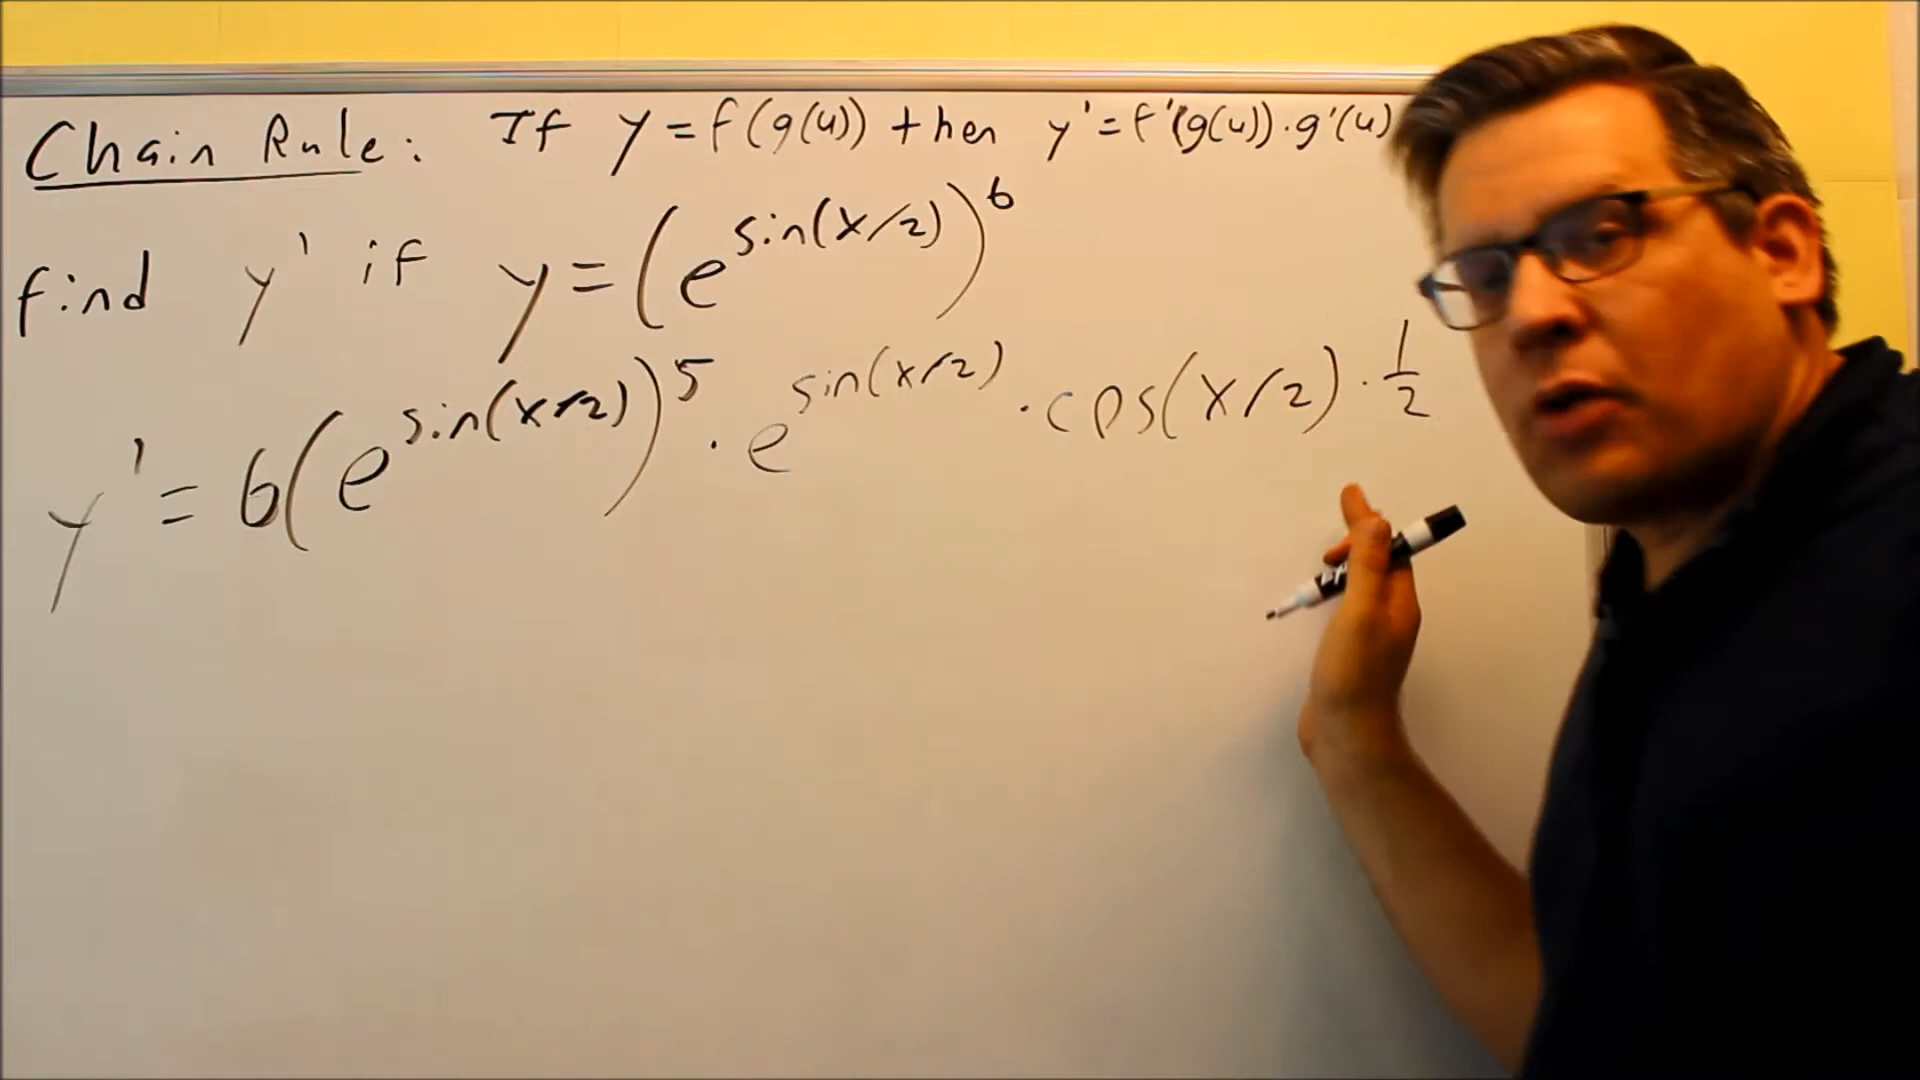 Chain Rule: If y = f(g(u)) then y' = f'(g(u)) · g'(u)
find y' if y = (e^sin(x/2))^6
y' = 6(e^sin(x/2))^5 · e^sin(x/2) · cos(x/2) · 1/2